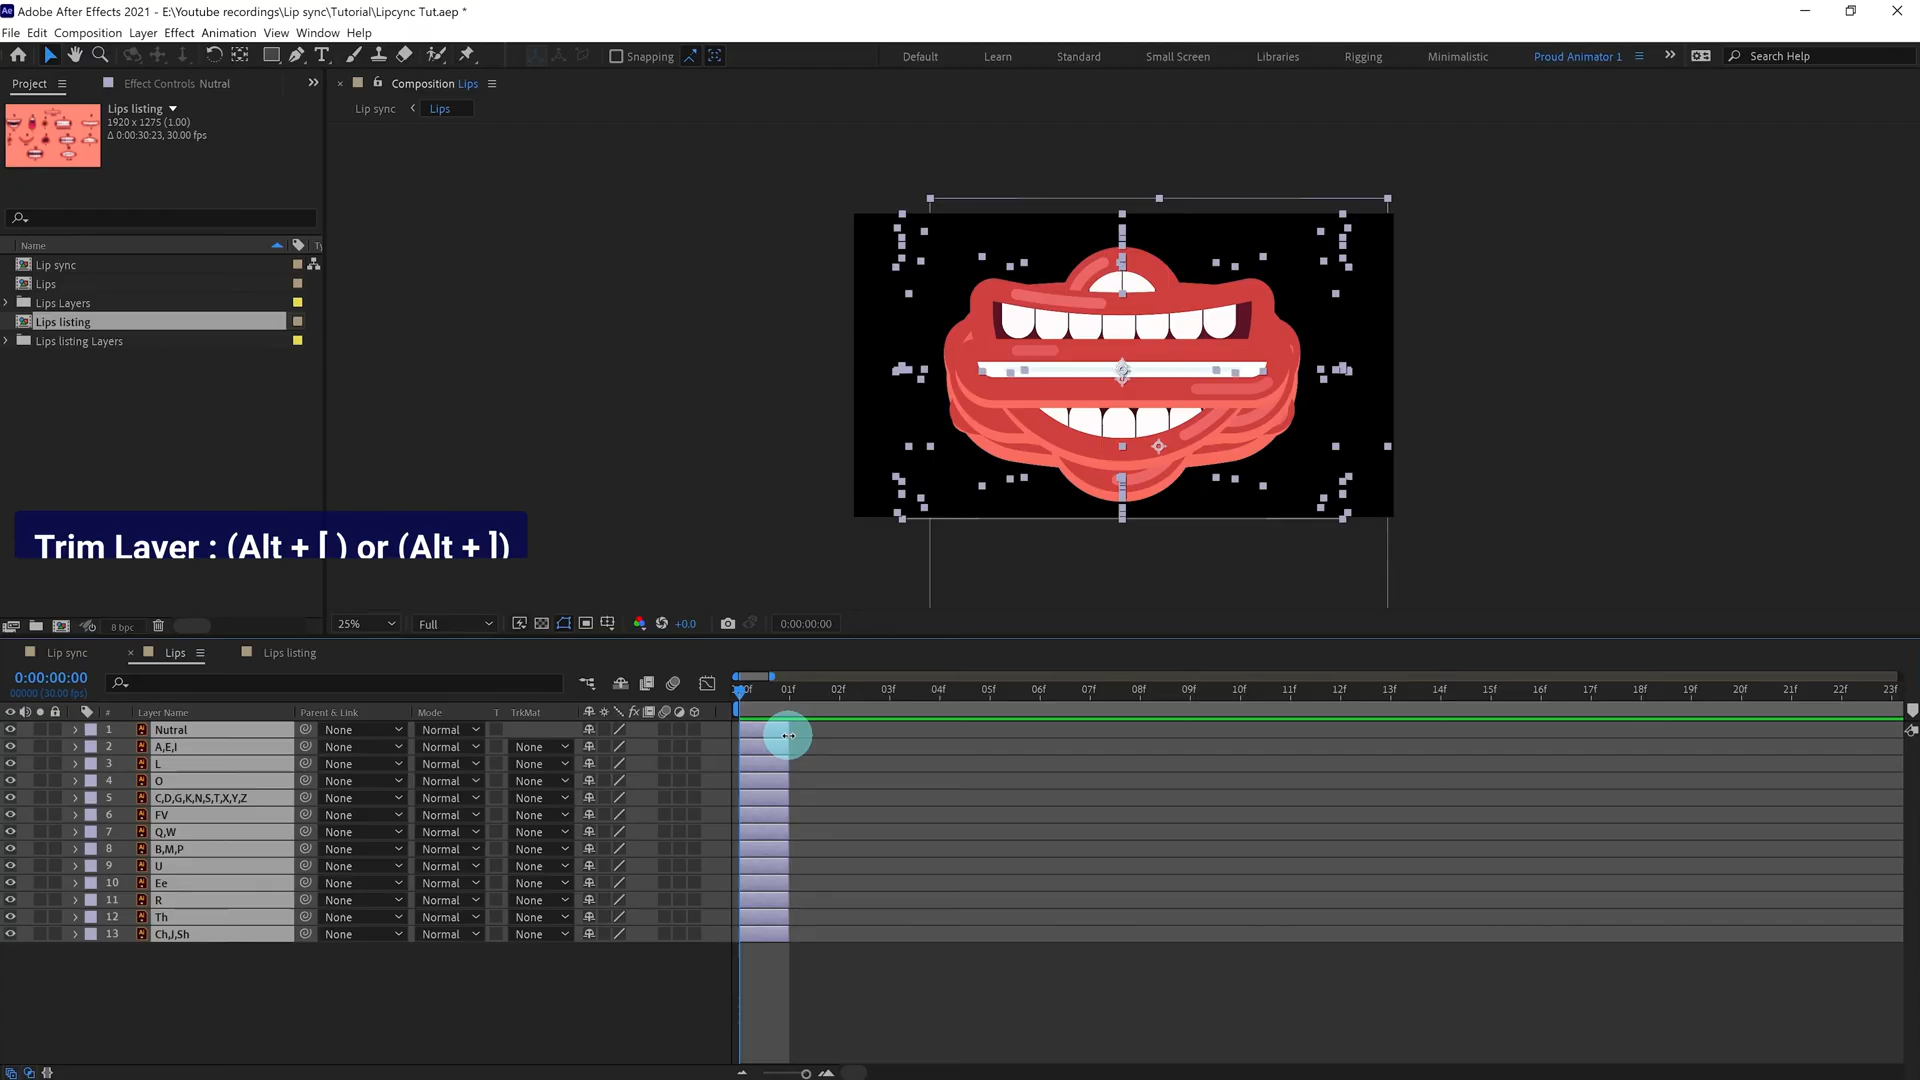 Adobe After Effects 2021 - E:\Youtube recordings\Lip sync\Tutorial\Lipcync Tut.aep *
File Edit Composition Layer Effect Animation View Window Help
Snapping Default Learn Standard Small Screen Libraries Rigging Minimalistic Proud Animator 1 Search Help
Project Effect Controls Nutral Composition Lips
Lips listing
1920 x 1275 (1.00)
Δ 0:00:30:23, 30.00 fps
Lip sync Lips
Name Ty
Lip sync
Lips
Lips Layers
Lips listing
Lips listing Layers
Trim Layer : (Alt + [ ) or (Alt + ])
8 bpc 25% Full +0.0 0:00:00:00
Lip sync Lips Lips listing
0:00:00:00
00000 (30.00 fps)
00f 01f 02f 03f 04f 05f 06f 07f 08f 09f 10f 11f 12f 13f 14f 15f 16f 17f 18f 19f 20f 21f 22f 23f
# Layer Name Parent & Link Mode T TrkMat
1 Nutral None Normal
2 A,E,I None Normal None
3 L None Normal None
4 O None Normal None
5 C,D,G,K,N,S,T,X,Y,Z None Normal None
6 FV None Normal None
7 Q,W None Normal None
8 B,M,P None Normal None
9 U None Normal None
10 Ee None Normal None
11 R None Normal None
12 Th None Normal None
13 Ch,J,Sh None Normal None